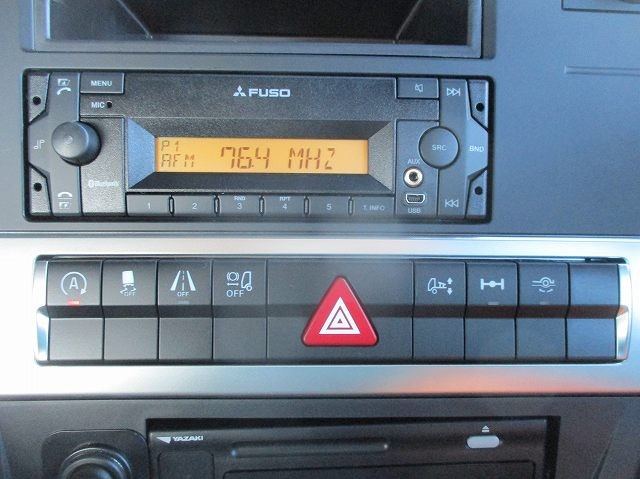 MENU
FUSO
MIC
P1
AFM 76.4 MHZ
SRC
BND
AUX
Bluetooth
USB
RND
RPT
1 2 3 4 5 T. INFO
A
OFF
OFF
OFF
YAZAKI